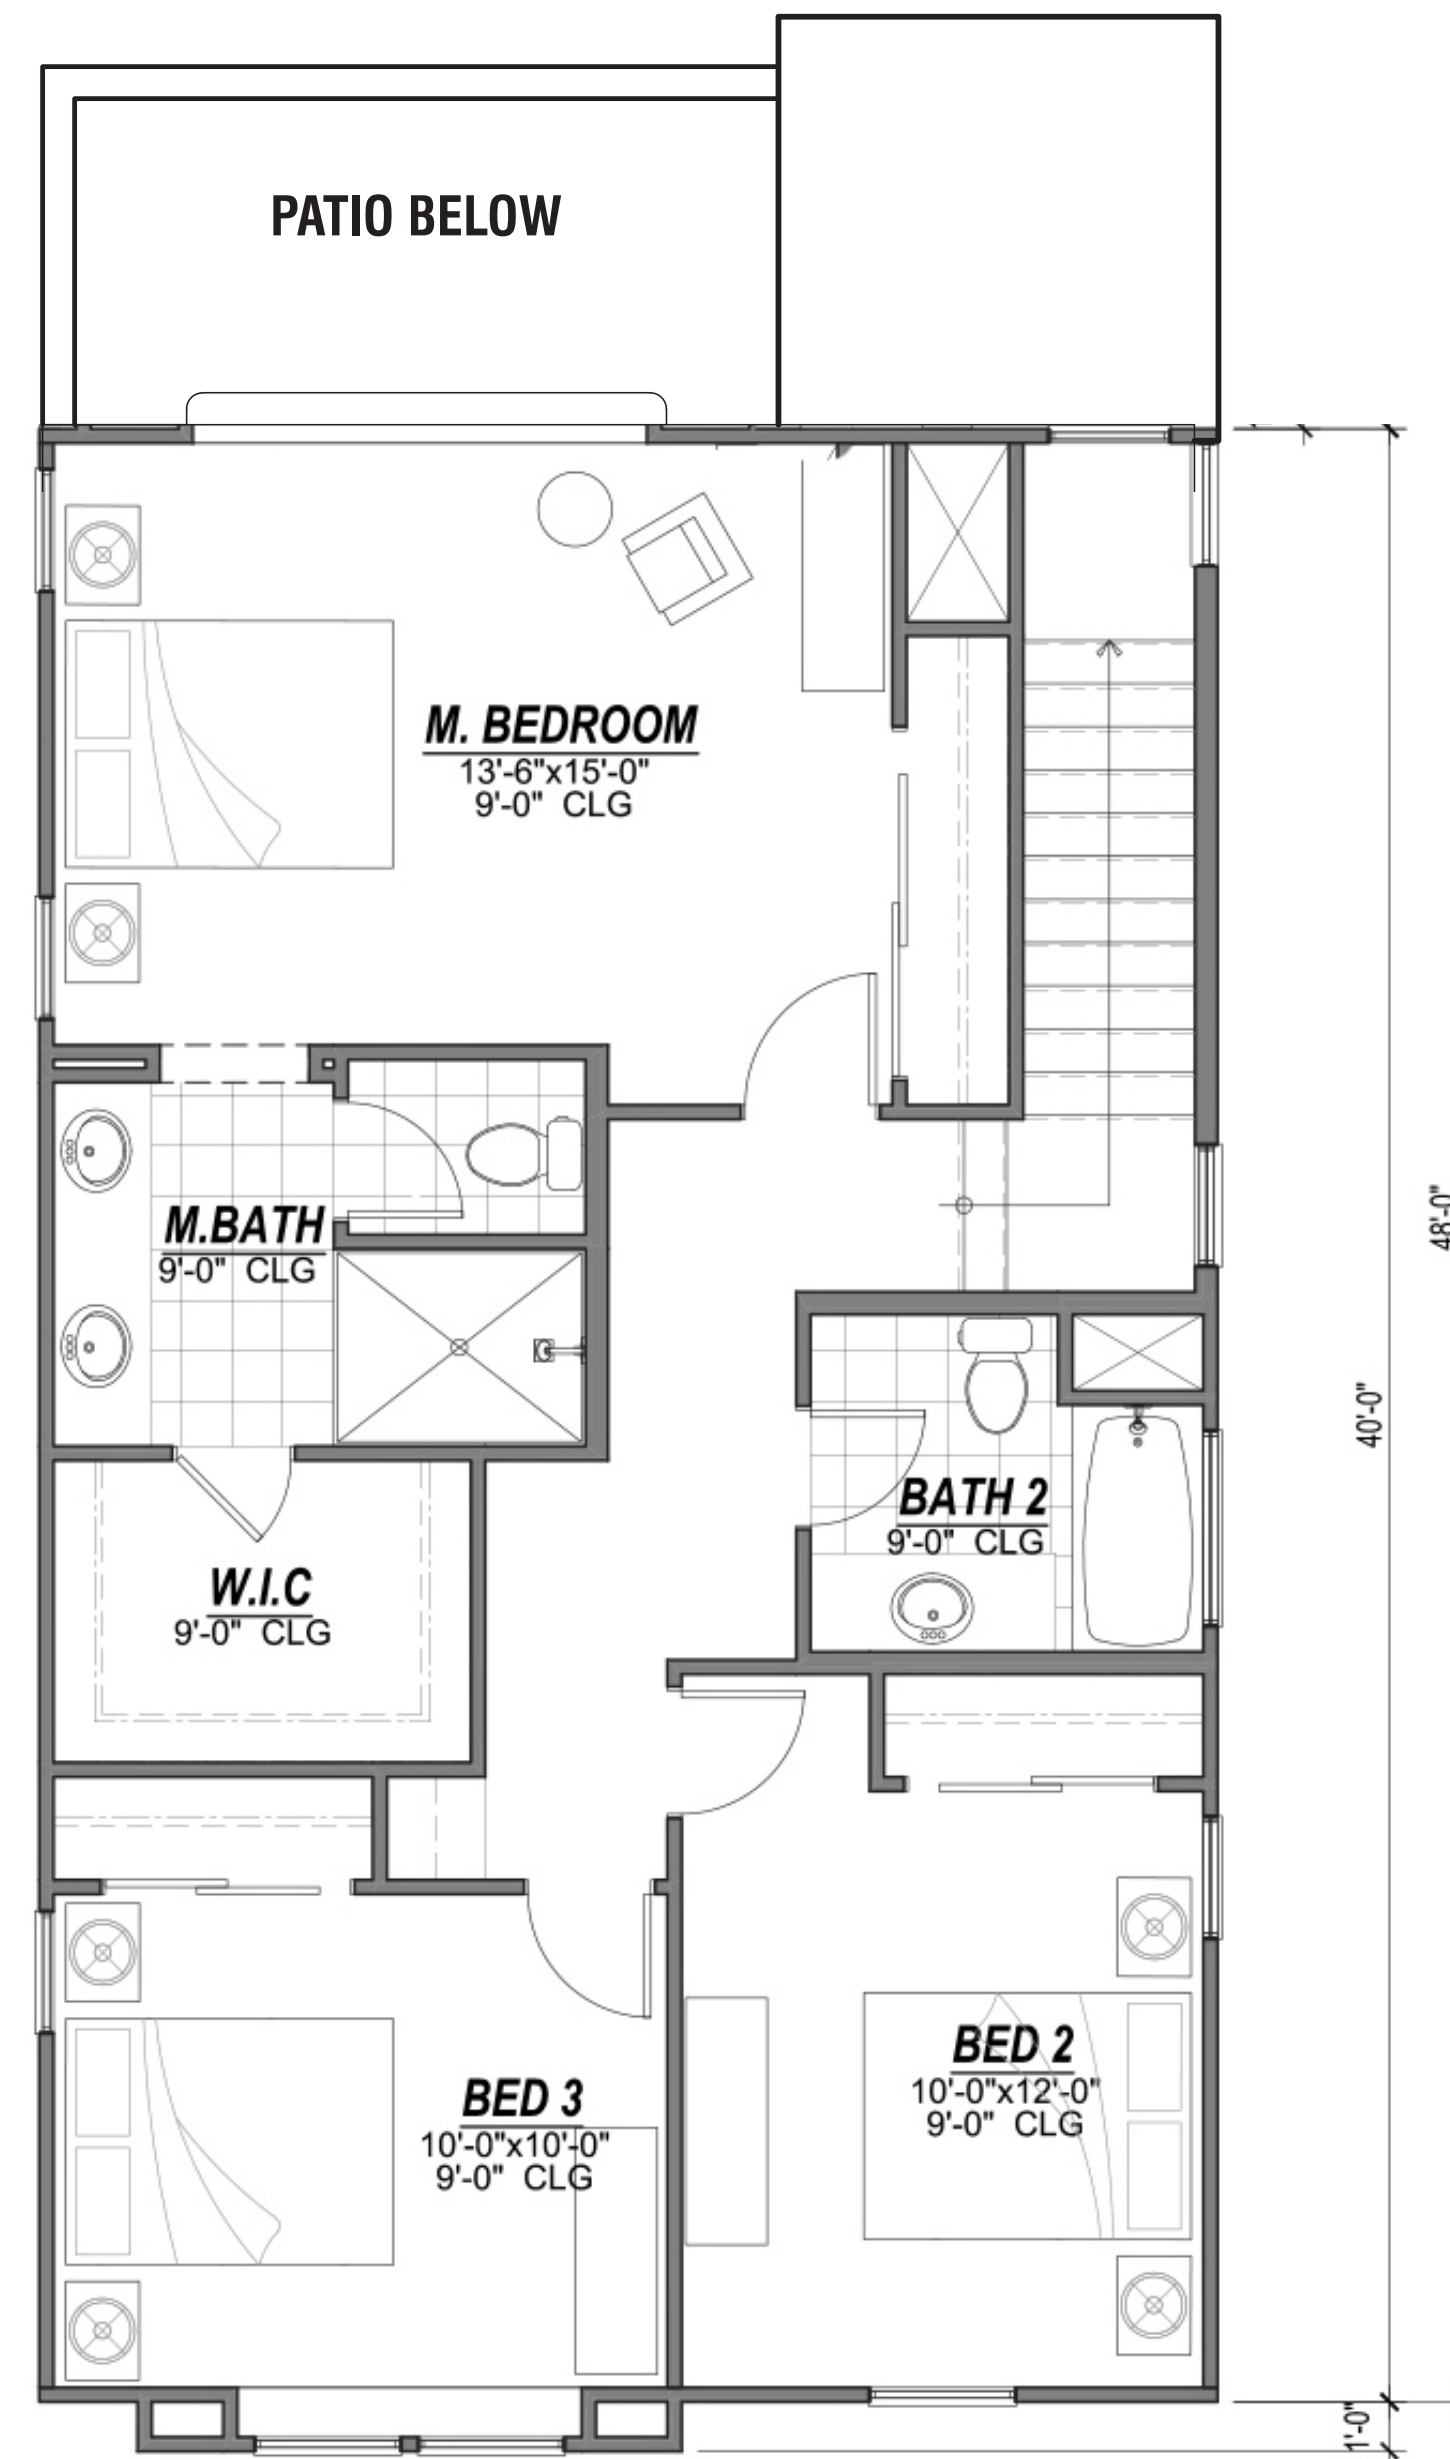 PATIO BELOW
M. BEDROOM
13'-6"x15'-0"
9'-0" CLG
M.BATH
9'-0" CLG
48'-0"
40'-0"
BATH 2
9'-0" CLG
W.I.C
9'-0" CLG
BED 2
10'-0"x12'-0"
9'-0" CLG
BED 3
10'-0"x10'-0"
9'-0" CLG
1'-0"